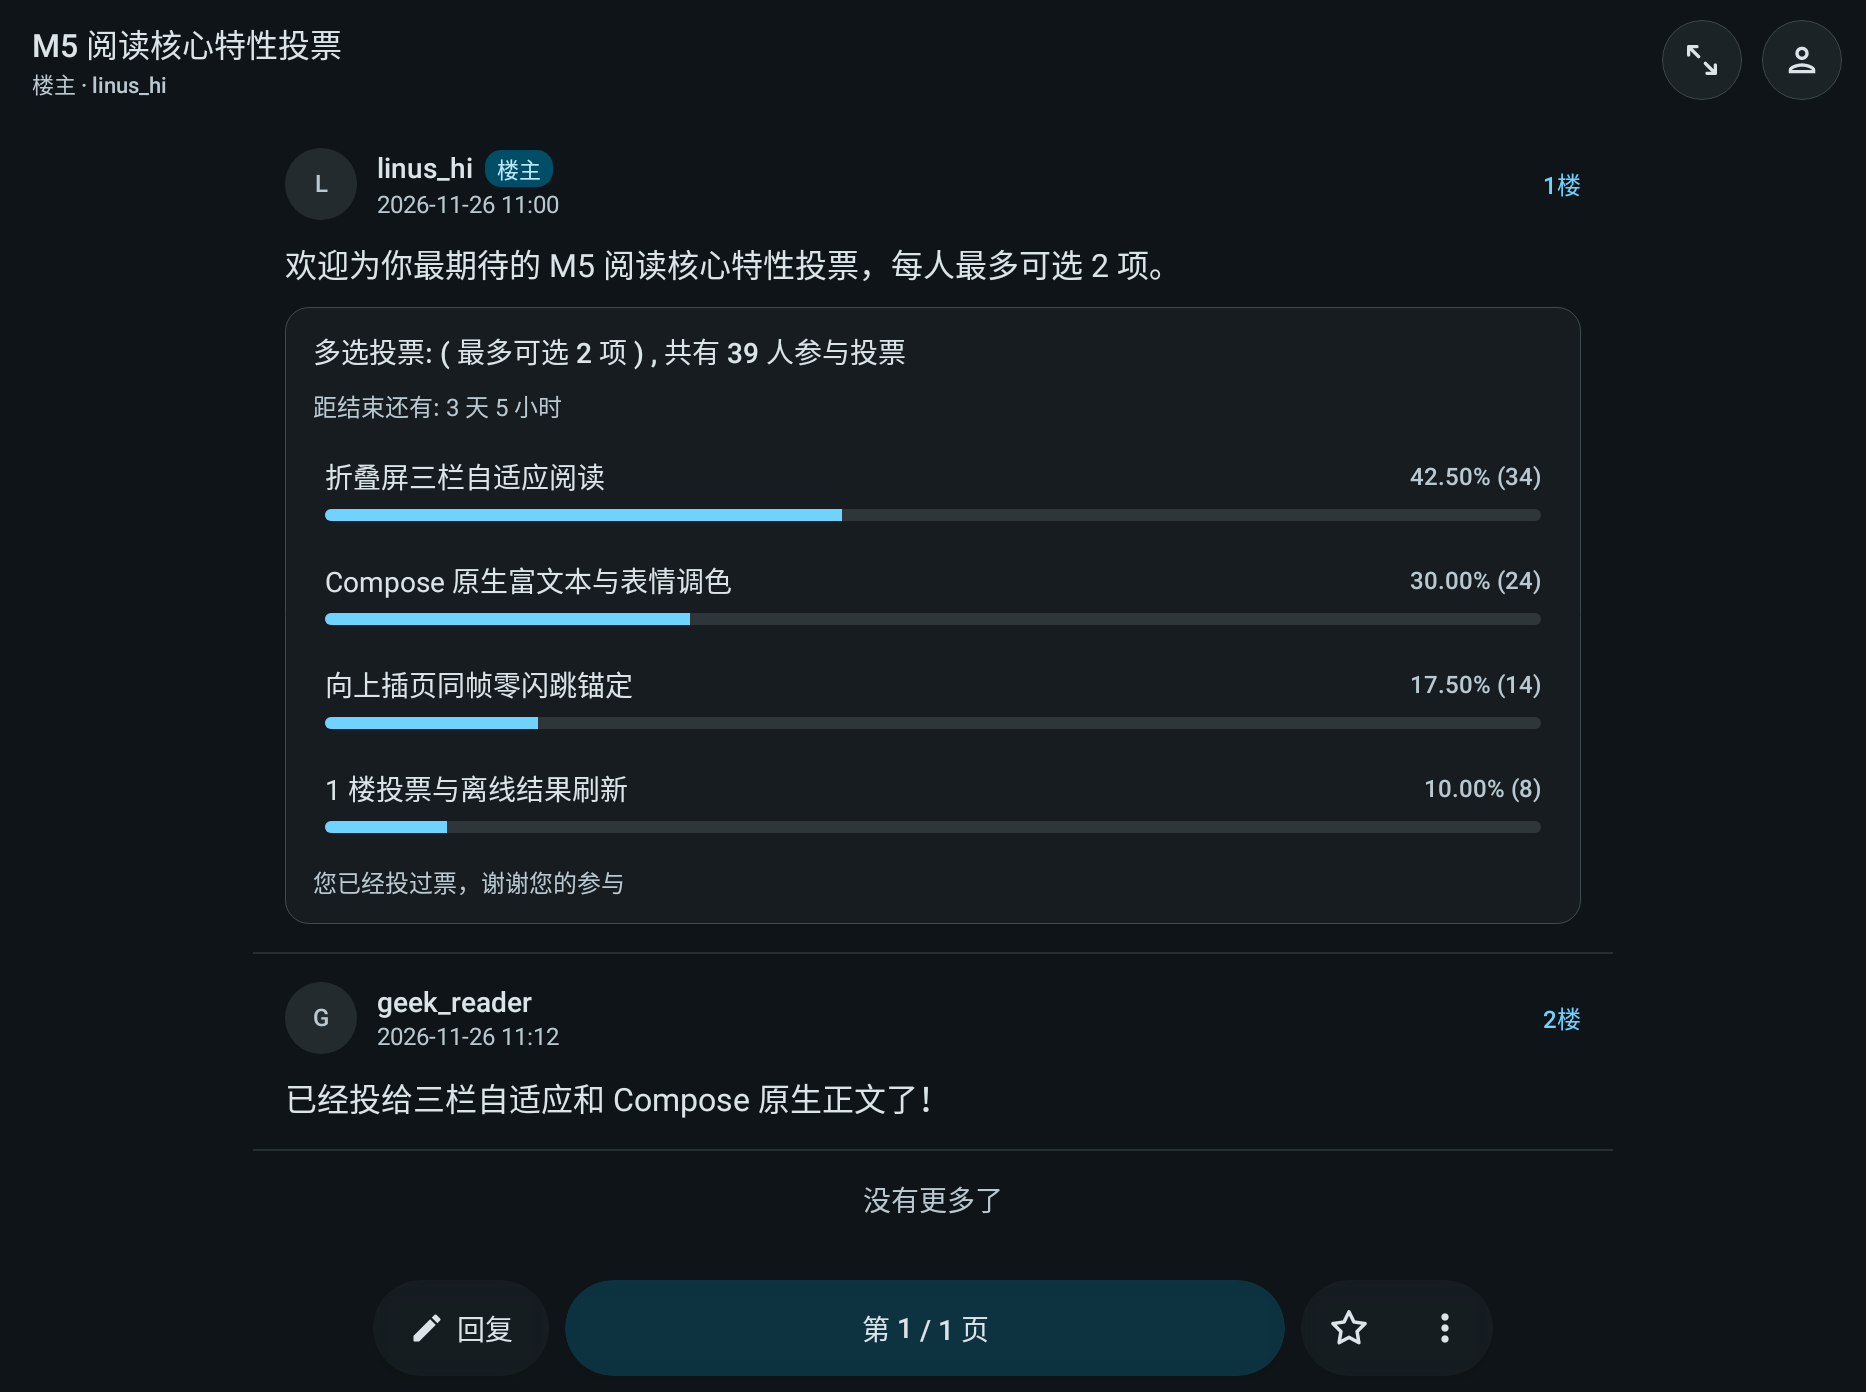 M5 阅读核心特性投票
楼主 · linus_hi
L
linus_hi 楼主
1楼
2026-11-26 11:00
欢迎为你最期待的 M5 阅读核心特性投票，每人最多可选 2 项。
多选投票: ( 最多可选 2 项 ) , 共有 39 人参与投票
距结束还有: 3 天 5 小时
折叠屏三栏自适应阅读 42.50% (34)
Compose 原生富文本与表情调色 30.00% (24)
向上插页同帧零闪跳锚定 17.50% (14)
1 楼投票与离线结果刷新 10.00% (8)
您已经投过票，谢谢您的参与
G
geek_reader
2楼
2026-11-26 11:12
已经投给三栏自适应和 Compose 原生正文了！
没有更多了
回复 第 1 / 1 页